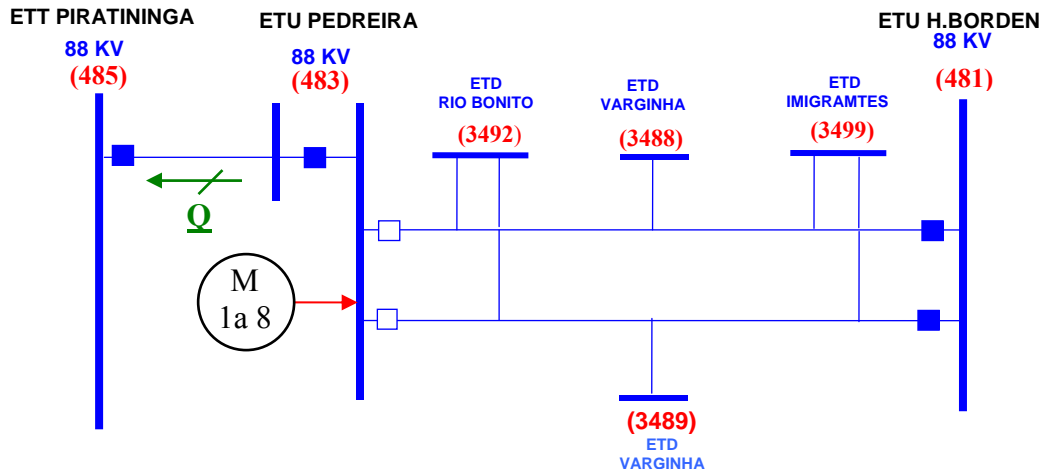 ETT PIRATININGA
88 KV
(485)
ETU PEDREIRA
88 KV
(483)
ETD
RIO BONITO
(3492)
ETD
VARGINHA
(3488)
ETD
IMIGRAMTES
(3499)
ETU H.BORDEN
88 KV
(481)
Q
M
1a 8
(3489)
ETD
VARGINHA